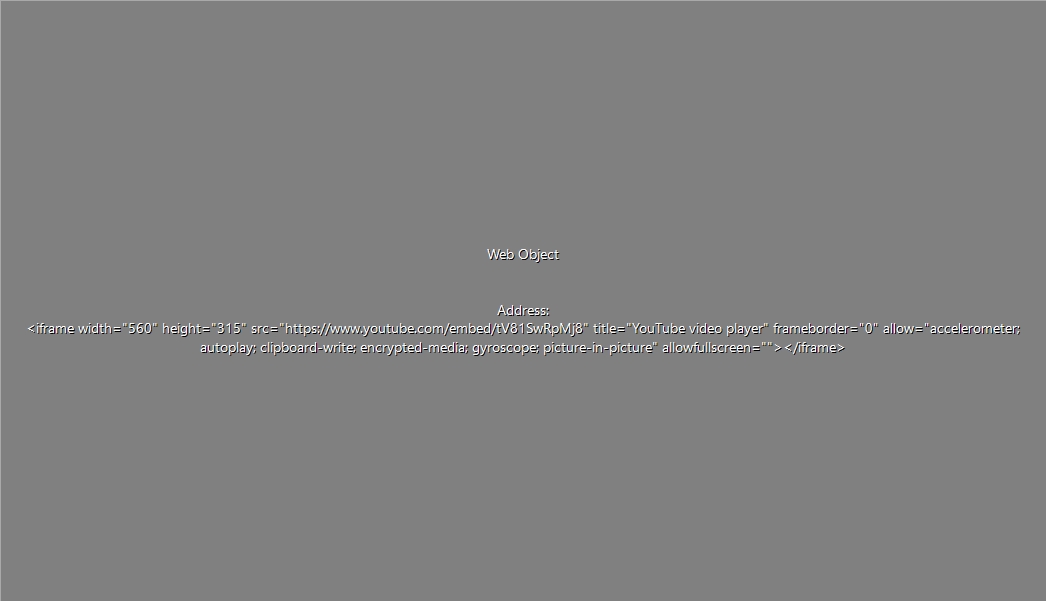 Web Object
Address:
<iframe width="560" height="315" src="https://www.youtube.com/embed/tV81SwRpMj8" title="YouTube video player" frameborder="0" allow="accelerometer;
autoplay; clipboard-write; encrypted-media; gyroscope; picture-in-picture" allowfullscreen=""></iframe>